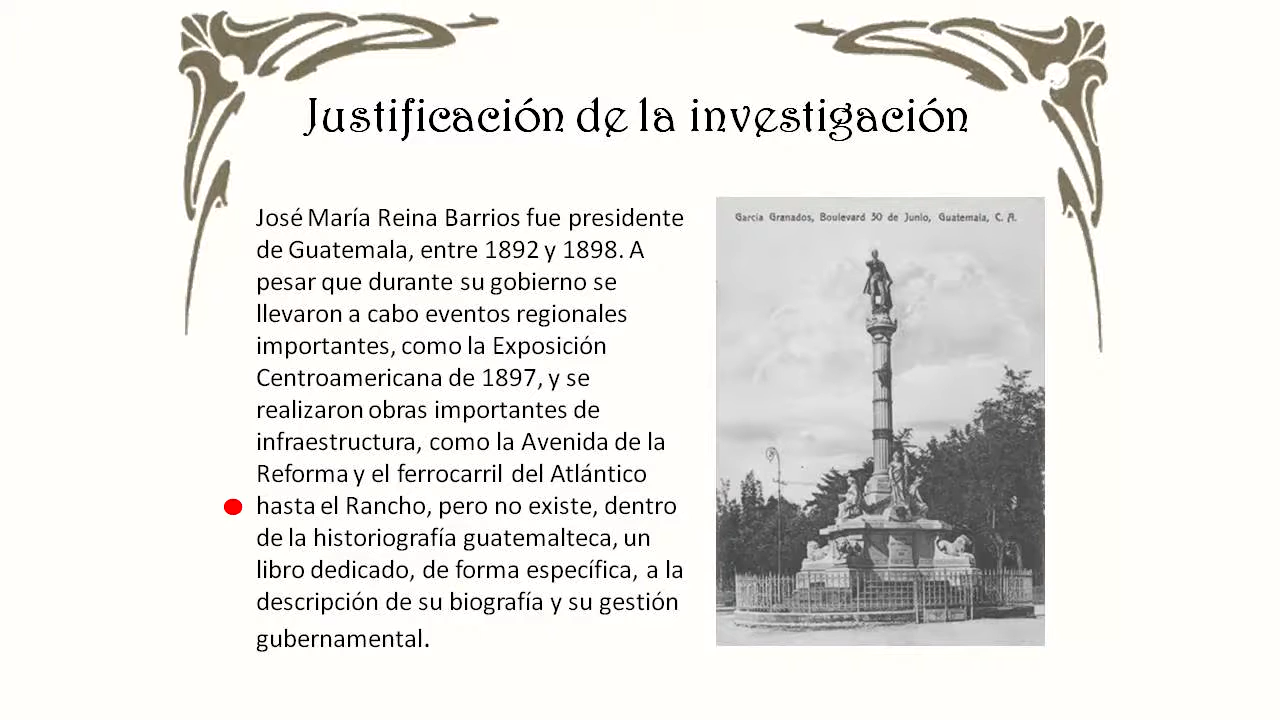 Justificación de la investigación
José María Reina Barrios fue presidente
de Guatemala, entre 1892 y 1898. A
pesar que durante su gobierno se
llevaron a cabo eventos regionales
importantes, como la Exposición
Centroamericana de 1897, y se
realizaron obras importantes de
infraestructura, como la Avenida de la
Reforma y el ferrocarril del Atlántico
hasta el Rancho, pero no existe, dentro
de la historiografía guatemalteca, un
libro dedicado, de forma específica, a la
descripción de su biografía y su gestión
gubernamental.
García Granados, Boulevard 30 de Junio, Guatemala, C. A.